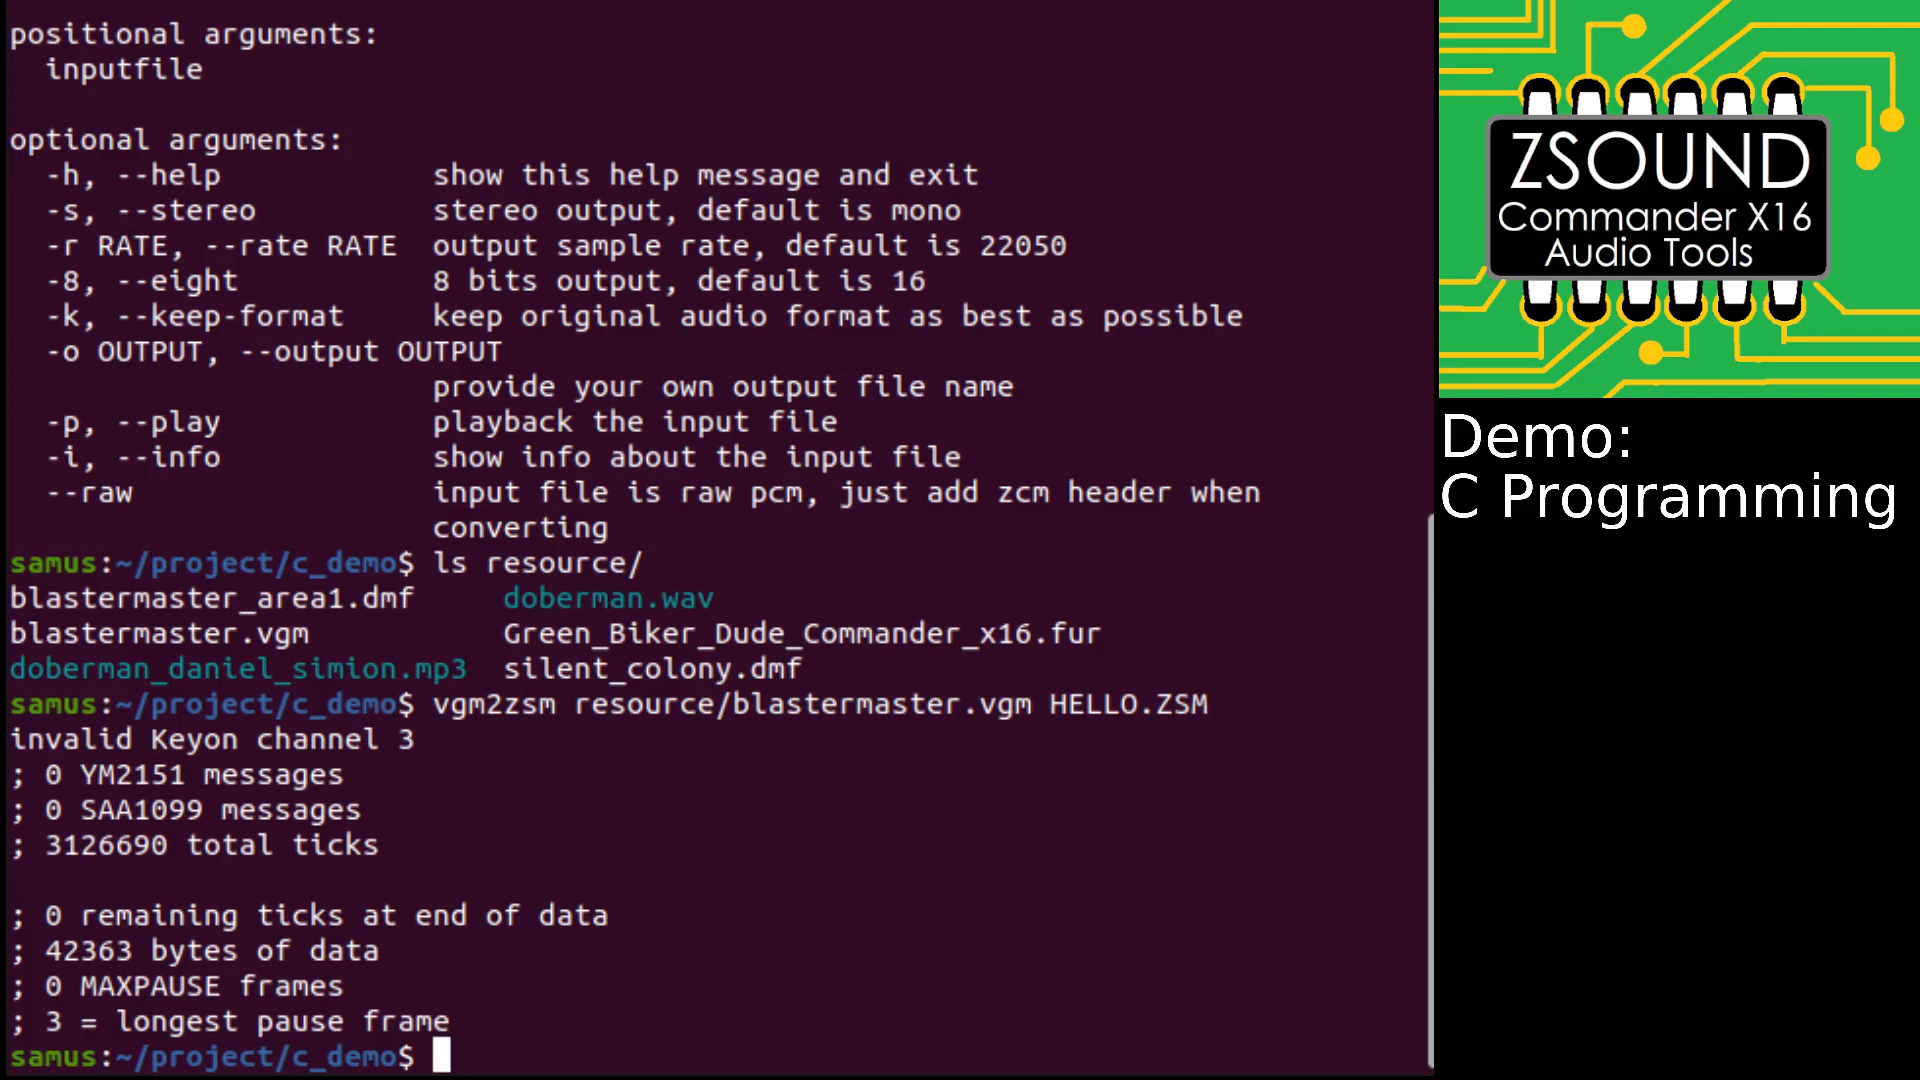 positional arguments:
inputfile
optional arguments:
-h, --help show this help message and exit
-s, --stereo stereo output, default is mono
-r RATE, --rate RATE output sample rate, default is 22050
-8, --eight 8 bits output, default is 16
-k, --keep-format keep original audio format as best as possible
-o OUTPUT, --output OUTPUT
provide your own output file name
-p, --play playback the input file
-i, --info show info about the input file
--raw input file is raw pcm, just add zcm header when
converting
samus:~/project/c_demo$ ls resource/
blastermaster_area1.dmf doberman.wav
blastermaster.vgm Green_Biker_Dude_Commander_x16.fur
doberman_daniel_simion.mp3 silent_colony.dmf
samus:~/project/c_demo$ vgm2zsm resource/blastermaster.vgm HELLO.ZSM
invalid Keyon channel 3
; 0 YM2151 messages
; 0 SAA1099 messages
; 3126690 total ticks
; 0 remaining ticks at end of data
; 42363 bytes of data
; 0 MAXPAUSE frames
; 3 = longest pause frame
samus:~/project/c_demo$
ZSOUND
Commander X16
Audio Tools
Demo:
C Programming